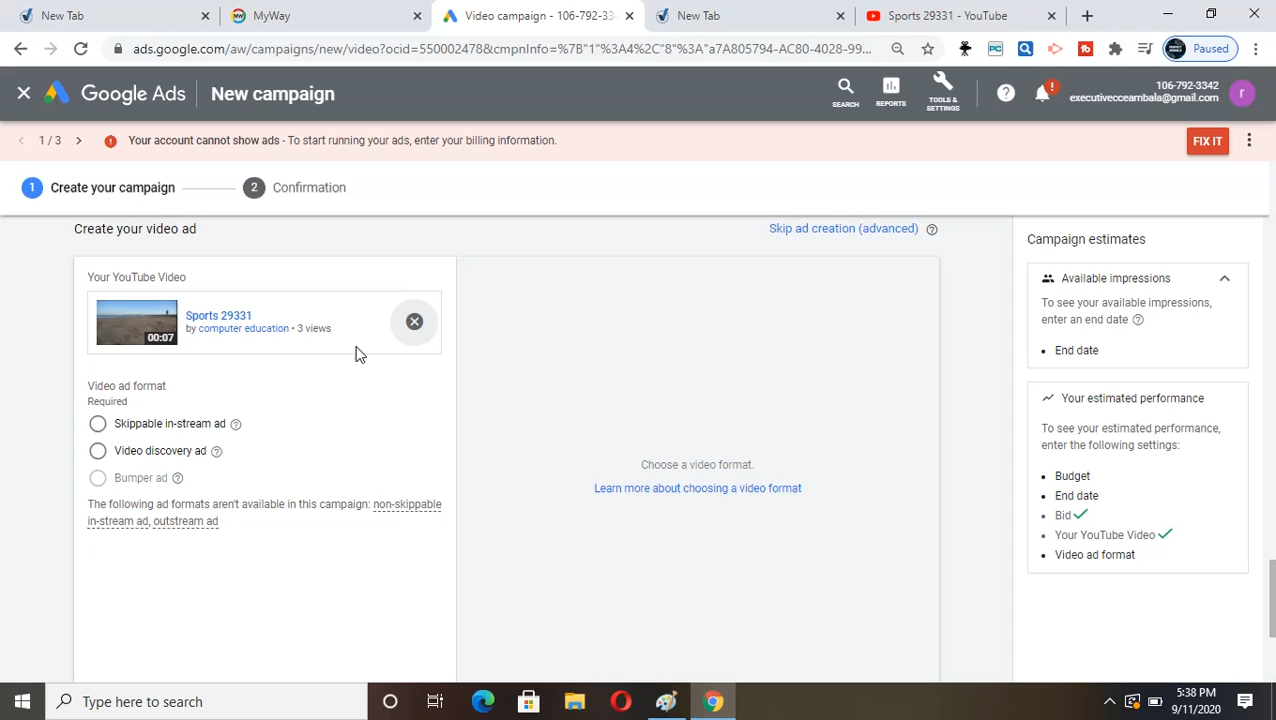 New Tab
MyWay
Video campaign - 106-792-33
New Tab
Sports 29331 - YouTube
ads.google.com/aw/campaigns/new/video?ocid=550002478&cmpnInfo=%7B"1"%3A4%2C"8"%3A"a7A805794-AC80-4028-99...
PC
Paused
Google Ads
New campaign
SEARCH
REPORTS
TOOLS & SETTINGS
106-792-3342
executivecceambala@gmail.com
r
1 / 3
Your account cannot show ads - To start running your ads, enter your billing information.
FIX IT
1 Create your campaign
2 Confirmation
Create your video ad
Skip ad creation (advanced)
Your YouTube Video
Sports 29331
by computer education • 3 views
00:07
Video ad format
Required
Skippable in-stream ad
Video discovery ad
Bumper ad
The following ad formats aren't available in this campaign: non-skippable
in-stream ad, outstream ad
Choose a video format.
Learn more about choosing a video format
Campaign estimates
Available impressions
To see your available impressions,
enter an end date
• End date
Your estimated performance
To see your estimated performance,
enter the following settings:
• Budget
• End date
• Bid
• Your YouTube Video
• Video ad format
Type here to search
5:38 PM
9/11/2020